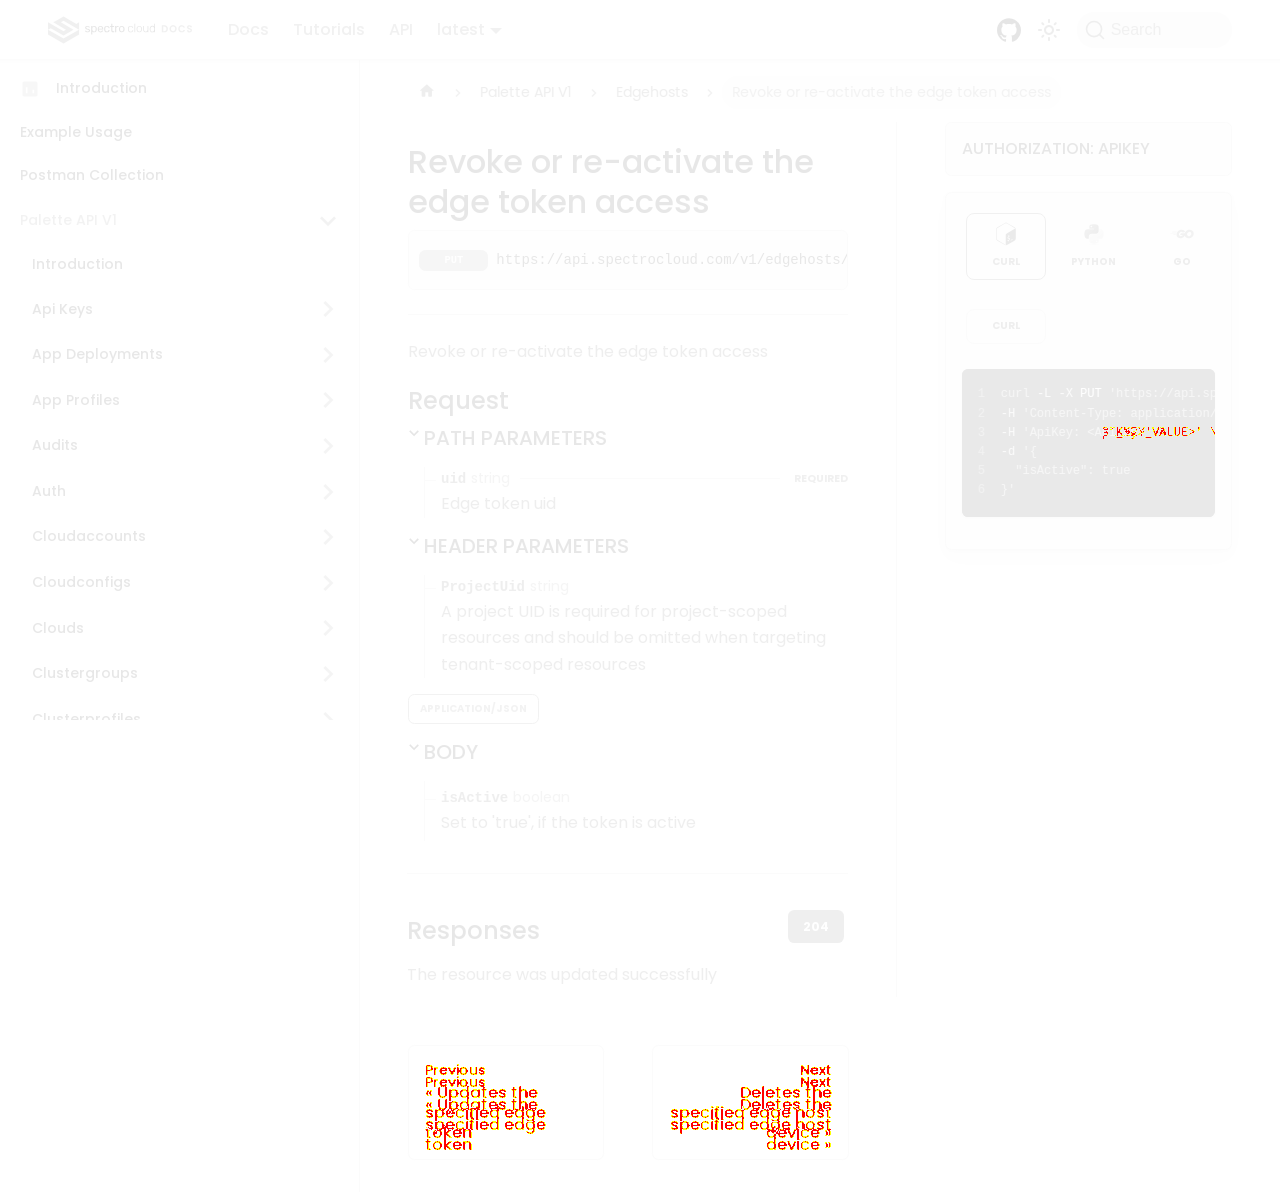 spectro cloud DOCS
Docs
Tutorials
API
latest
Search
Introduction
Example Usage
Postman Collection
Palette API V1
Introduction
Api Keys
App Deployments
App Profiles
Audits
Auth
Cloudaccounts
Cloudconfigs
Clouds
Clustergroups
Clusterprofiles
Palette API V1
Edgehosts
Revoke or re-activate the edge token access
Revoke or re-activate the
edge token access
PUT https://api.spectrocloud.com/v1/edgehosts/
Revoke or re-activate the edge token access
Request
PATH PARAMETERS
uid string REQUIRED
Edge token uid
HEADER PARAMETERS
ProjectUid string
A project UID is required for project-scoped
resources and should be omitted when targeting
tenant-scoped resources
APPLICATION/JSON
BODY
isActive boolean
Set to 'true', if the token is active
Responses
204
The resource was updated successfully
Previous
« Updates the
specified edge
token
Next
Deletes the
specified edge host
device »
AUTHORIZATION: APIKEY
CURL
PYTHON
GO
GO
CURL
1 curl -L -X PUT 'https://api.sp
2 -H 'Content-Type: application/
3 -H 'ApiKey:
4 -d '{
5 "isActive": true
6 }'